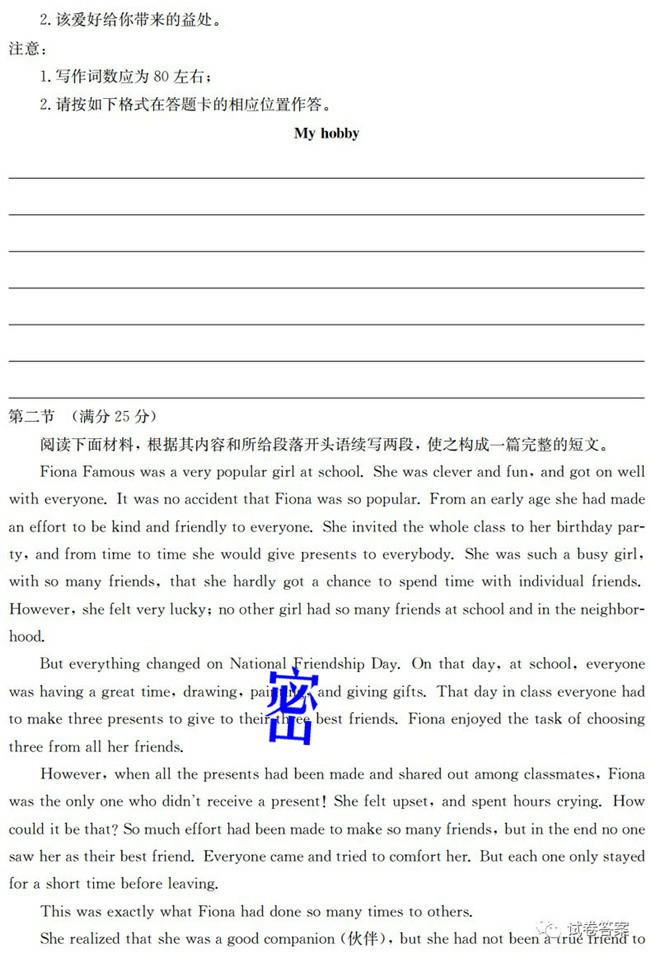 2. 该爱好给你带来的益处。
注意：
1. 写作词数应为 80 左右；
2. 请按如下格式在答题卡的相应位置作答。
My hobby
第二节 （满分 25 分）
阅读下面材料，根据其内容和所给段落开头语续写两段，使之构成一篇完整的短文。
Fiona Famous was a very popular girl at school. She was clever and fun, and got on well
with everyone. It was no accident that Fiona was so popular. From an early age she had made
an effort to be kind and friendly to everyone. She invited the whole class to her birthday par-
ty, and from time to time she would give presents to everybody. She was such a busy girl,
with so many friends, that she hardly got a chance to spend time with individual friends.
However, she felt very lucky; no other girl had so many friends at school and in the neighbor-
hood.
But everything changed on National Friendship Day. On that day, at school, everyone
was having a great time, drawing, painting, and giving gifts. That day in class everyone had
to make three presents to give to their three best friends. Fiona enjoyed the task of choosing
three from all her friends.
密
However, when all the presents had been made and shared out among classmates, Fiona
was the only one who didn't receive a present! She felt upset, and spent hours crying. How
could it be that? So much effort had been made to make so many friends, but in the end no one
saw her as their best friend. Everyone came and tried to comfort her. But each one only stayed
for a short time before leaving.
This was exactly what Fiona had done so many times to others.
She realized that she was a good companion (伙伴), but she had not been a true friend to
试卷答案